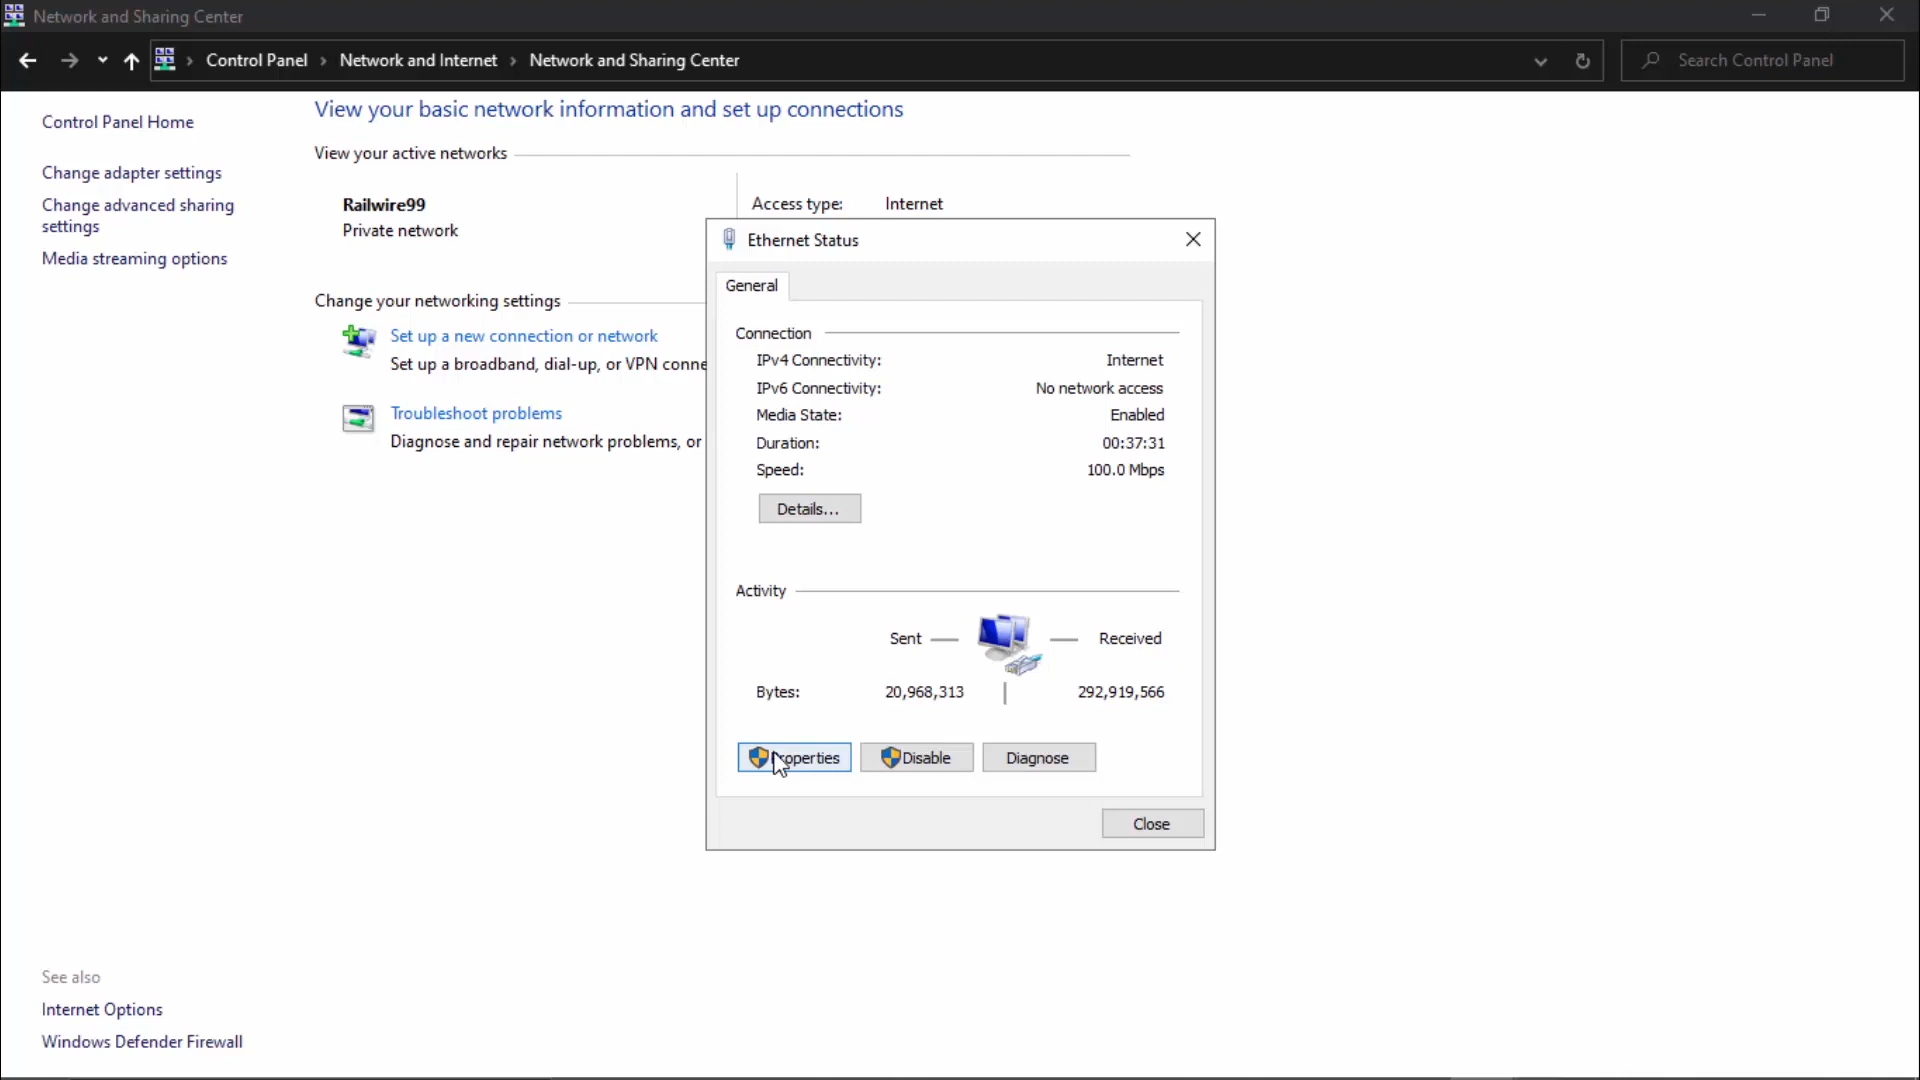 Network and Sharing Center
Control Panel › Network and Internet › Network and Sharing Center
Search Control Panel
Control Panel Home
Change adapter settings
Change advanced sharing
settings
Media streaming options
View your basic network information and set up connections
View your active networks
Railwire99
Private network
Access type: Internet
Change your networking settings
Set up a new connection or network
Set up a broadband, dial-up, or VPN conne
Troubleshoot problems
Diagnose and repair network problems, or
Ethernet Status
General
Connection
IPv4 Connectivity: Internet
IPv6 Connectivity: No network access
Media State: Enabled
Duration: 00:37:31
Speed: 100.0 Mbps
Details...
Activity
Sent Received
Bytes: 20,968,313 292,919,566
Properties Disable Diagnose
Close
See also
Internet Options
Windows Defender Firewall